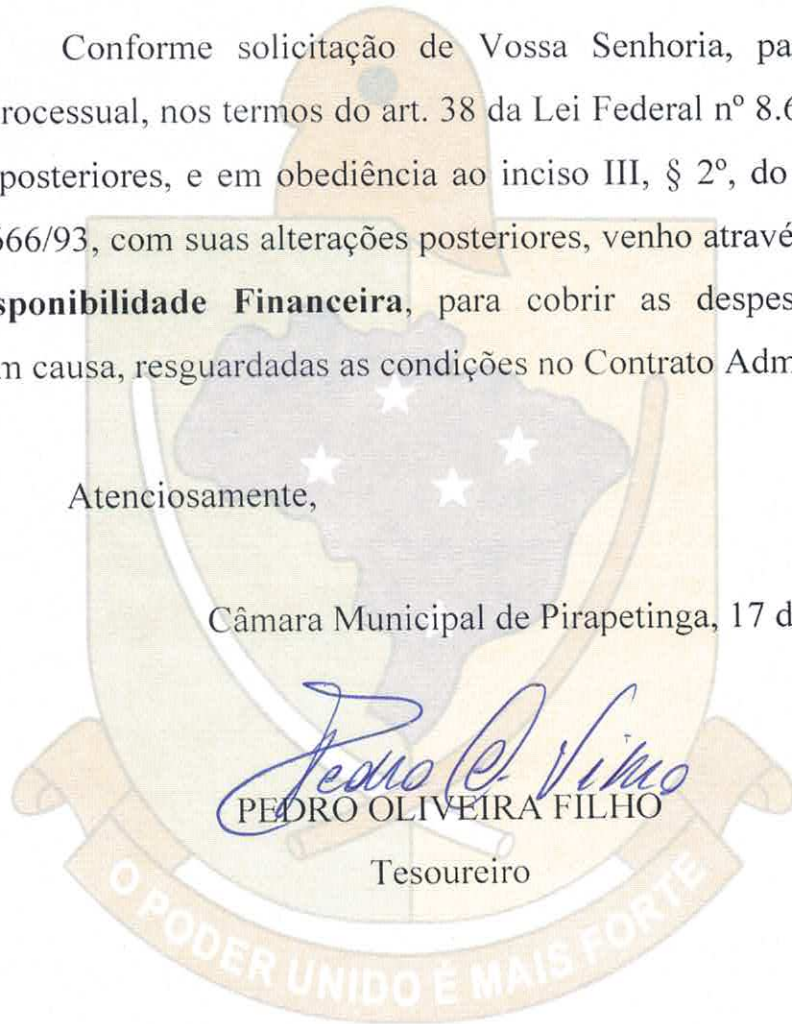 Conforme solicitação de Vossa Senhoria, pa
rocessual, nos termos do art. 38 da Lei Federal nº 8.6
posteriores, e em obediência ao inciso III, § 2º, do
666/93, com suas alterações posteriores, venho atravé
sponibilidade Financeira, para cobrir as despes
m causa, resguardadas as condições no Contrato Adm
Atenciosamente,
Câmara Municipal de Pirapetinga, 17 d
Pedro O. Filho
PEDRO OLIVEIRA FILHO
Tesoureiro
O PODER UNIDO É MAIS FORTE